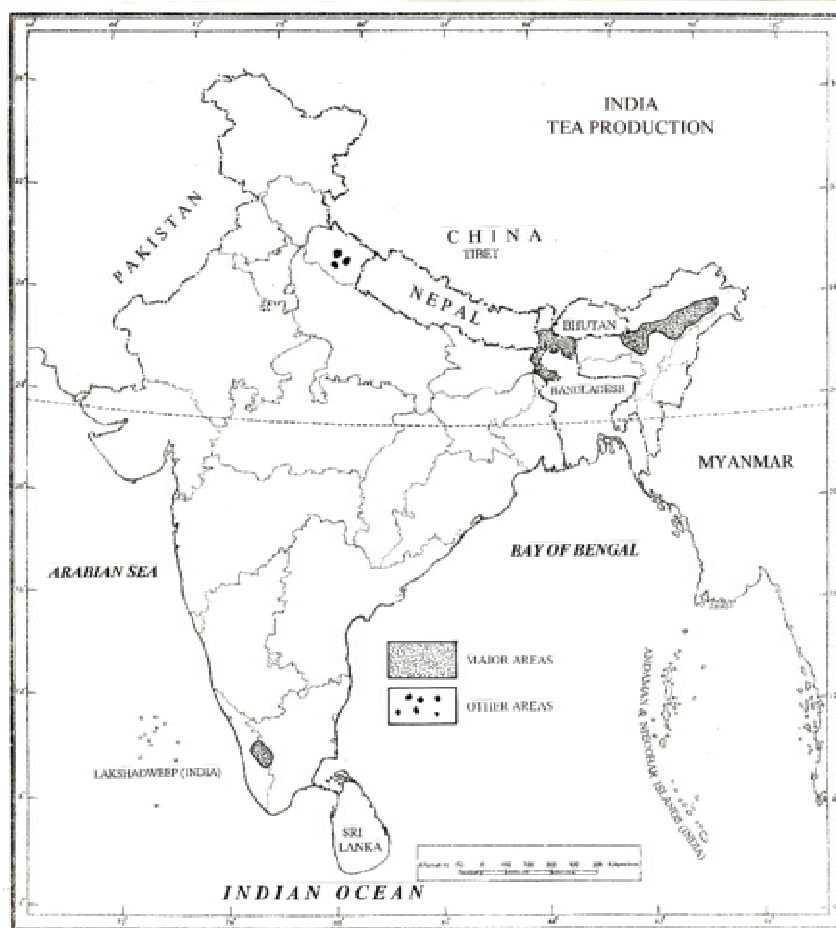 INDIA
TEA PRODUCTION
PAKISTAN
CHINA
TIBET
NEPAL
BHUTAN
BANGLADESH
MYANMAR
ARABIAN SEA
BAY OF BENGAL
MAJOR AREAS
OTHER AREAS
ANDAMAN & NICOBAR ISLANDS (INDIA)
LAKSHADWEEP (INDIA)
SRI
LANKA
INDIAN OCEAN